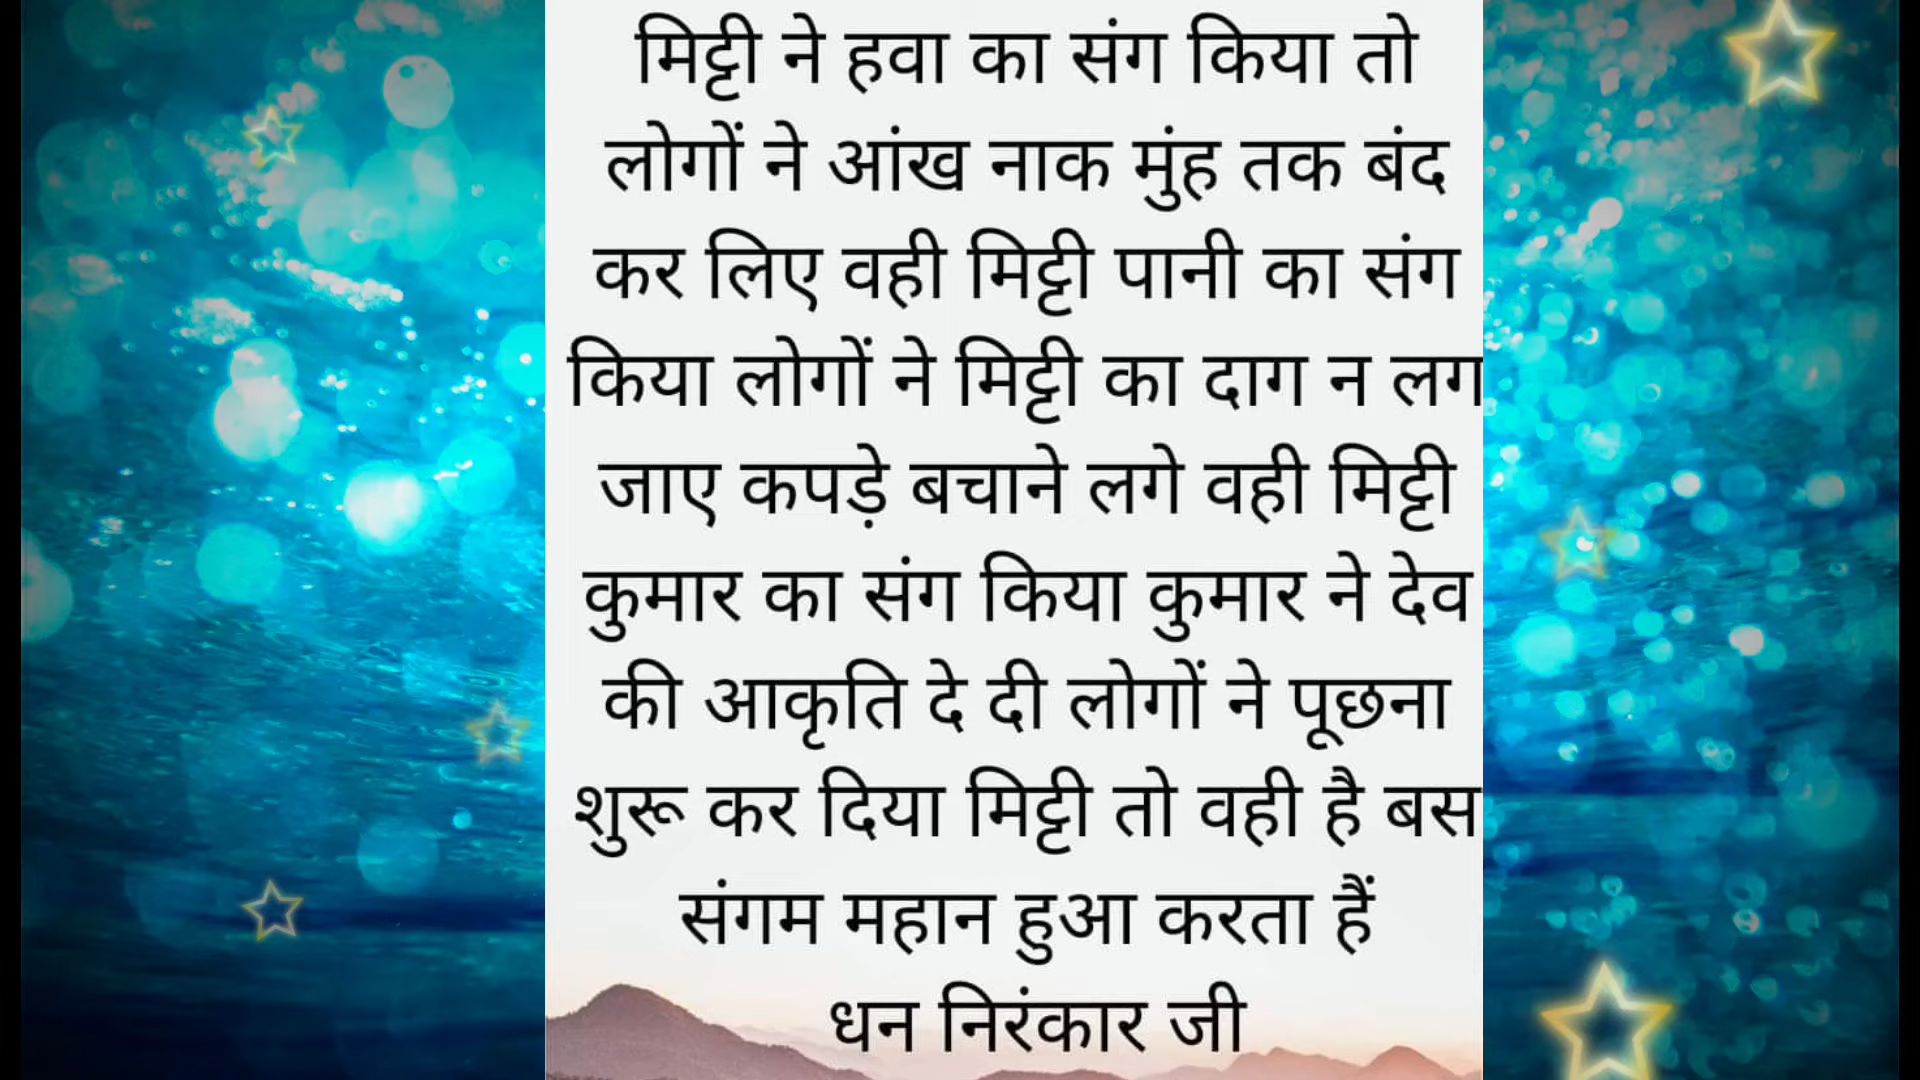 मिट्टी ने हवा का संग किया तो
लोगों ने आंख नाक मुंह तक बंद
कर लिए वही मिट्टी पानी का संग
किया लोगों ने मिट्टी का दाग न लग
जाए कपड़े बचाने लगे वही मिट्टी
कुमार का संग किया कुमार ने देव
की आकृति दे दी लोगों ने पूछना
शुरू कर दिया मिट्टी तो वही है बस
संगम महान हुआ करता हैं
धन निरंकार जी